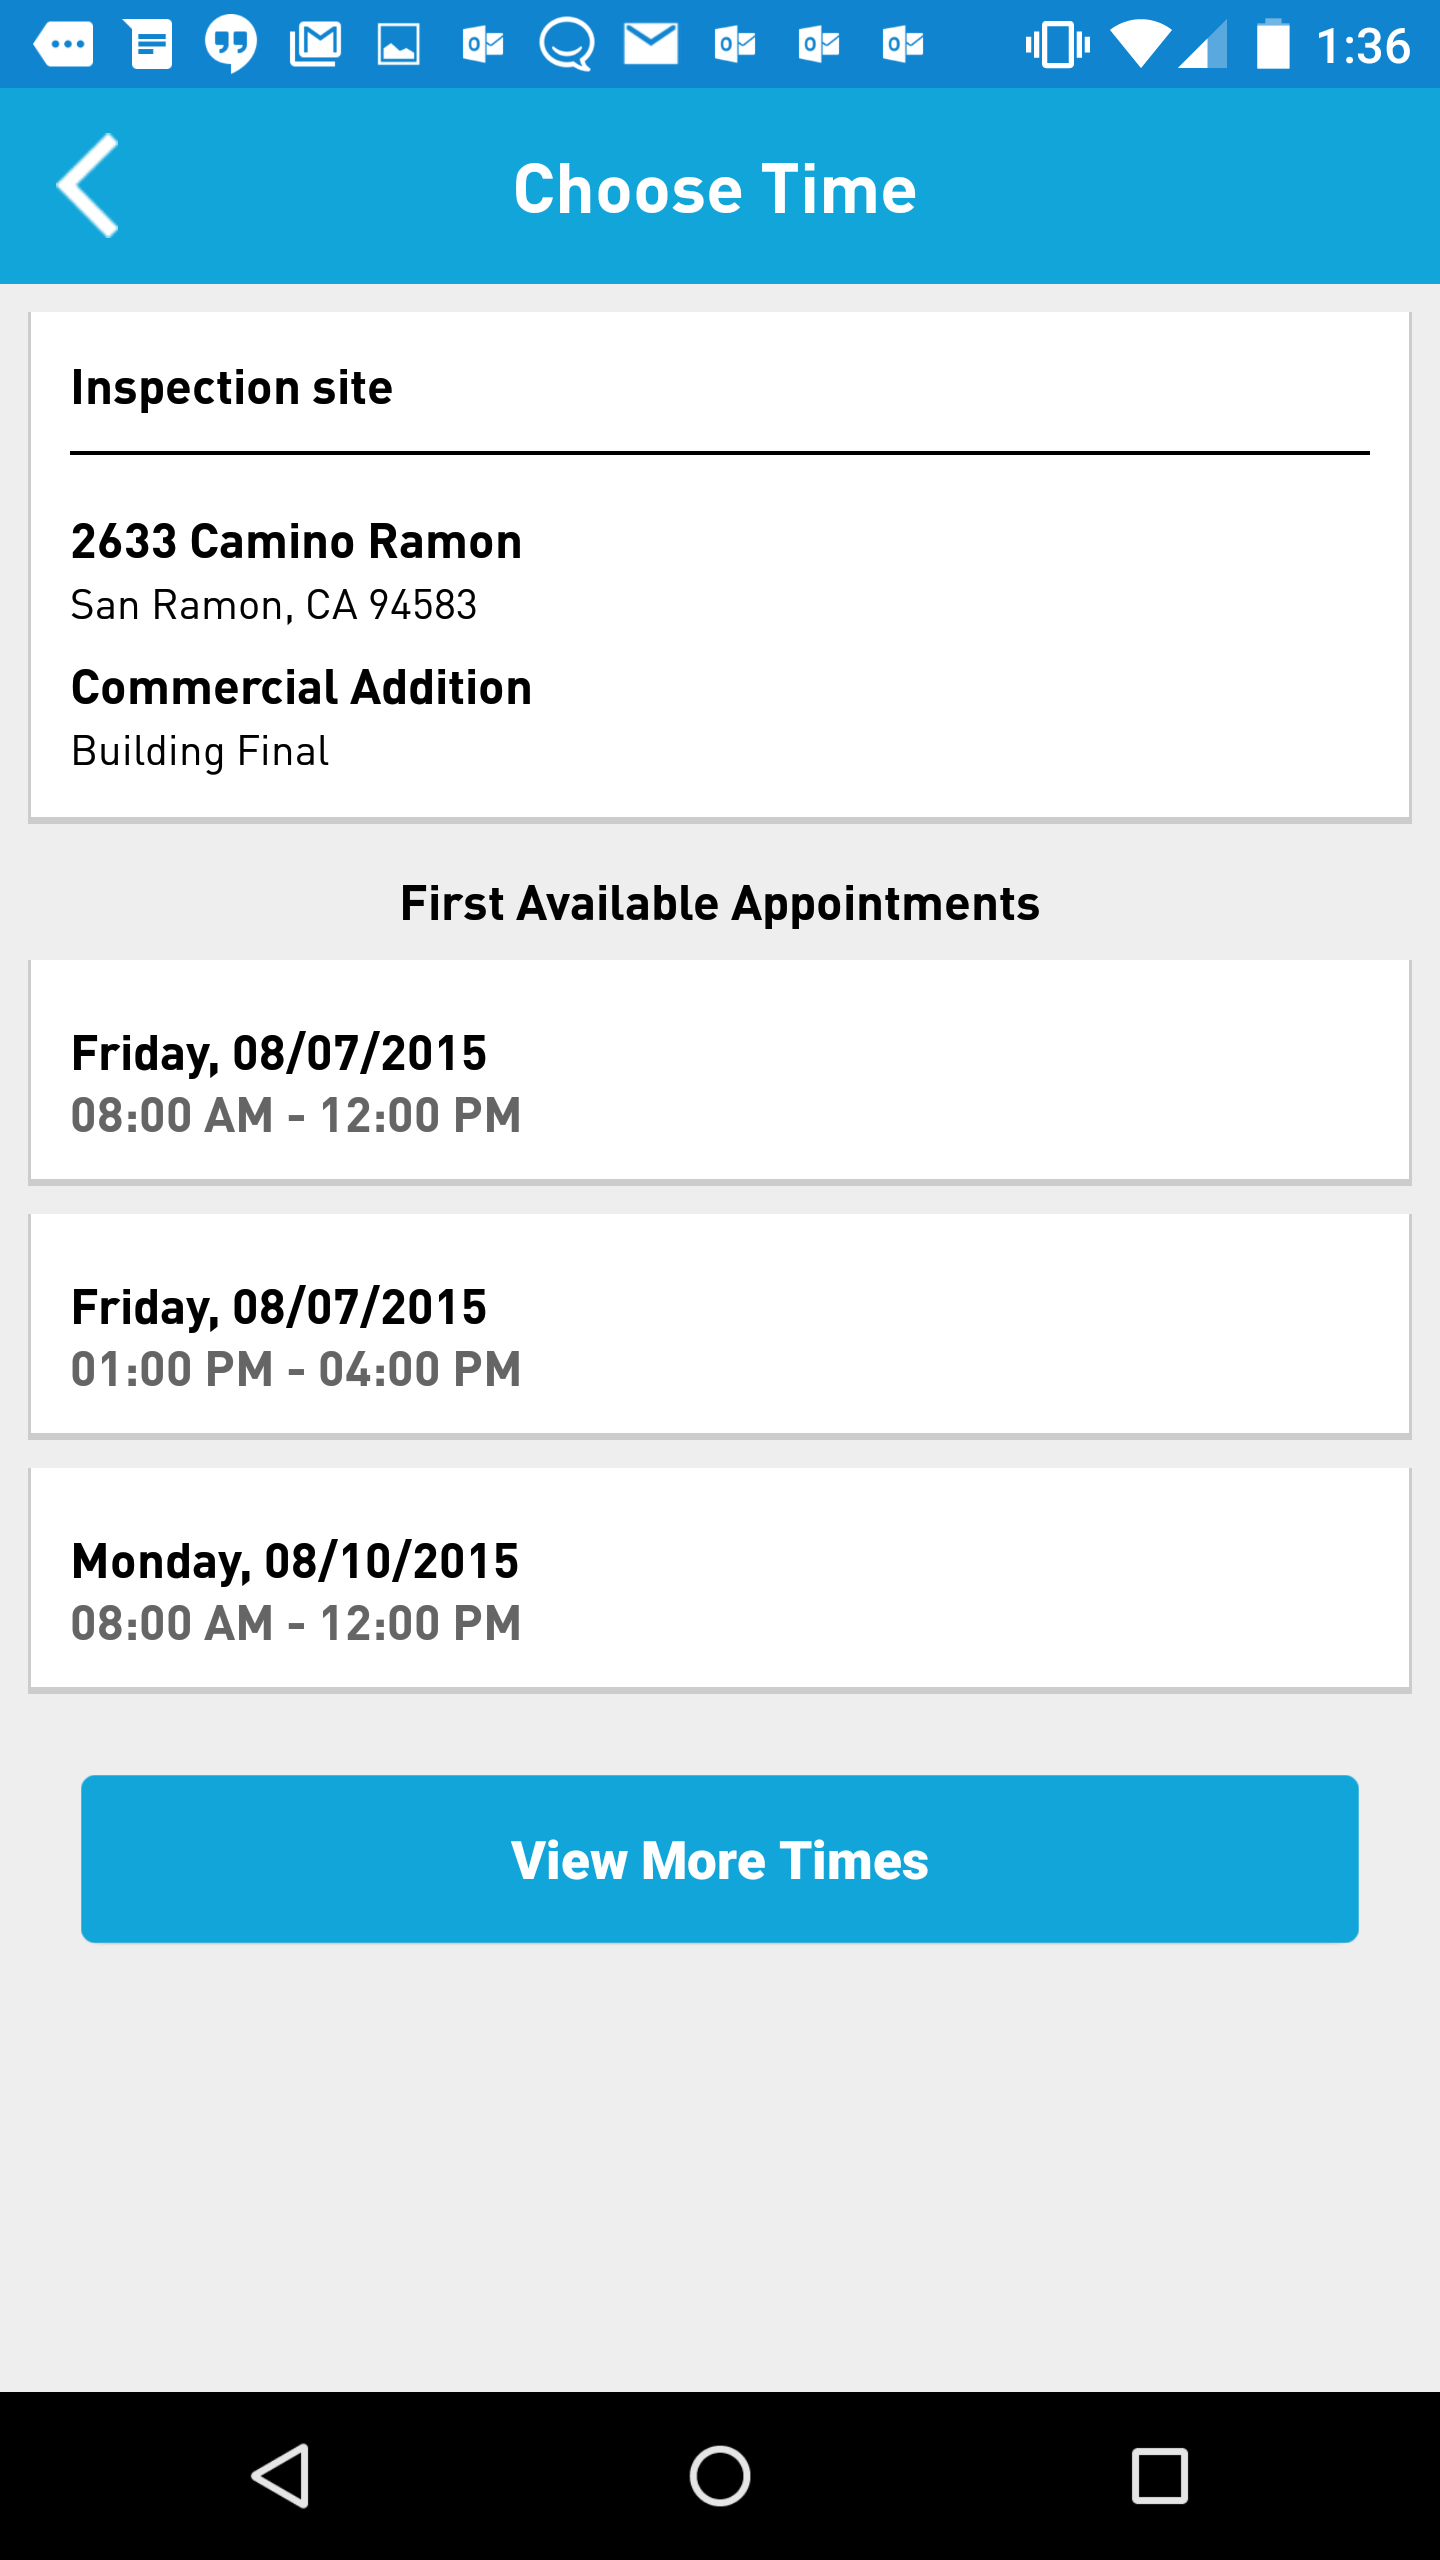 1:36
Choose Time
Inspection site
2633 Camino Ramon
San Ramon, CA 94583
Commercial Addition
Building Final
First Available Appointments
Friday, 08/07/2015
08:00 AM - 12:00 PM
Friday, 08/07/2015
01:00 PM - 04:00 PM
Monday, 08/10/2015
08:00 AM - 12:00 PM
View More Times